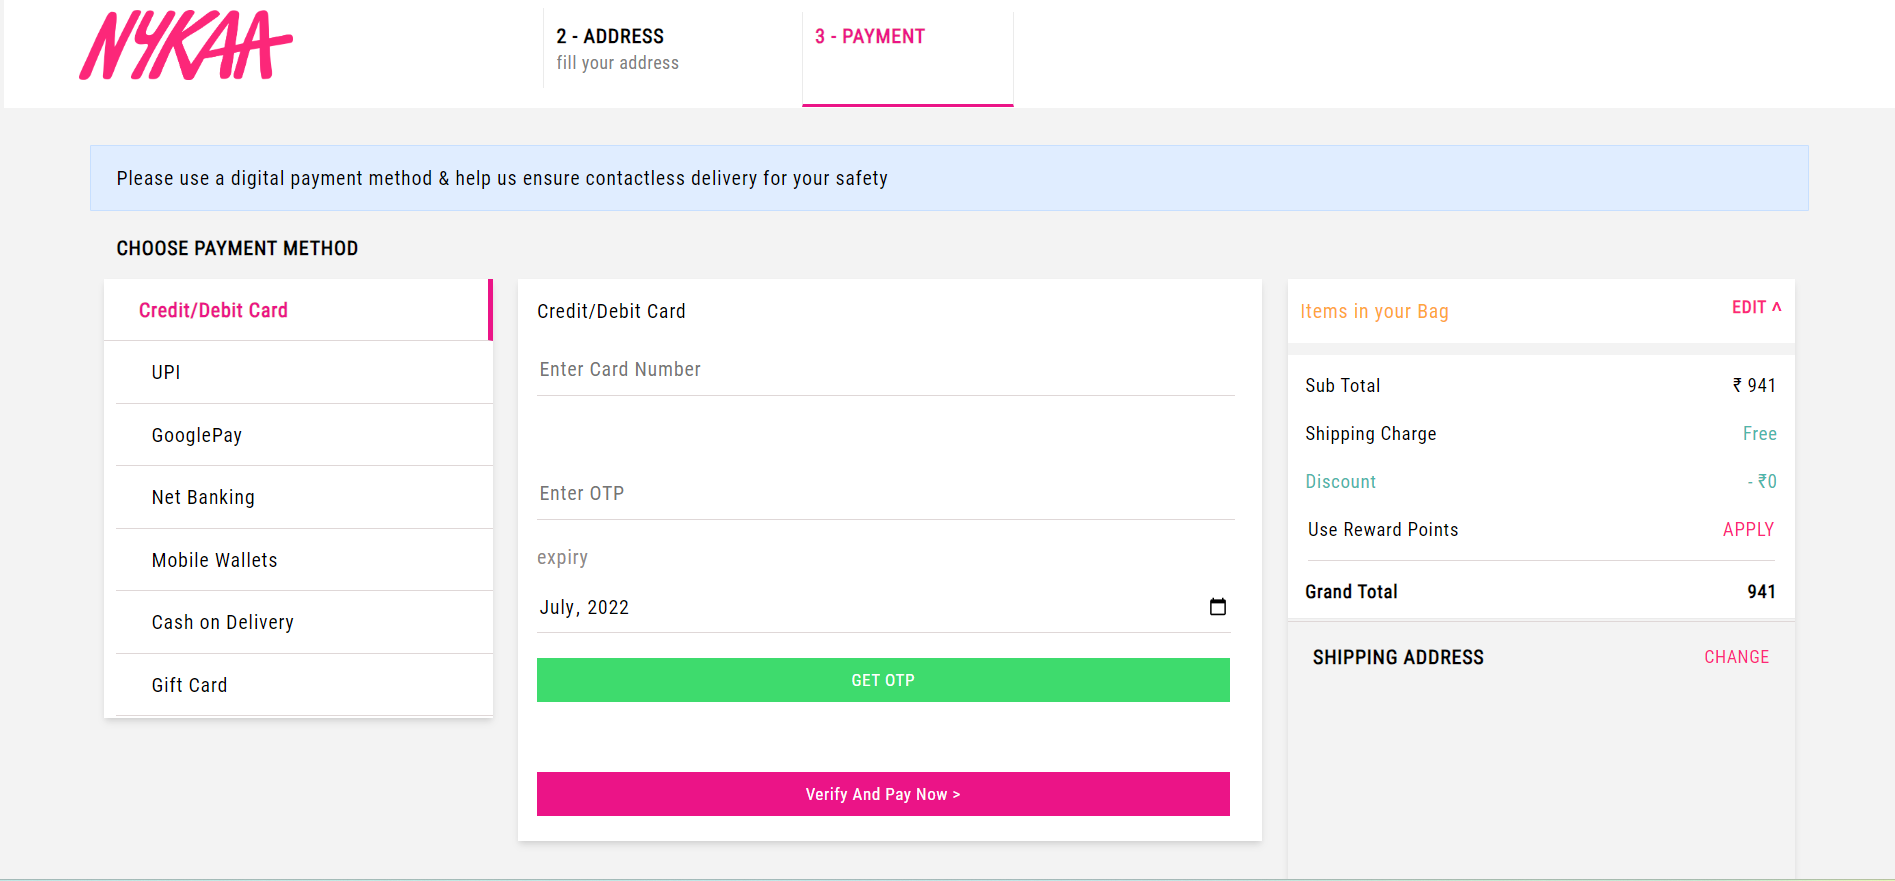 NYKAA
2 - ADDRESS
fill your address
3 - PAYMENT
Please use a digital payment method & help us ensure contactless delivery for your safety
CHOOSE PAYMENT METHOD
Credit/Debit Card
UPI
GooglePay
Net Banking
Mobile Wallets
Cash on Delivery
Gift Card
Credit/Debit Card
Enter Card Number
Enter OTP
expiry
July, 2022
GET OTP
Verify And Pay Now >
Items in your Bag EDIT ^
Sub Total ₹ 941
Shipping Charge Free
Discount - ₹0
Use Reward Points APPLY
Grand Total 941
SHIPPING ADDRESS CHANGE